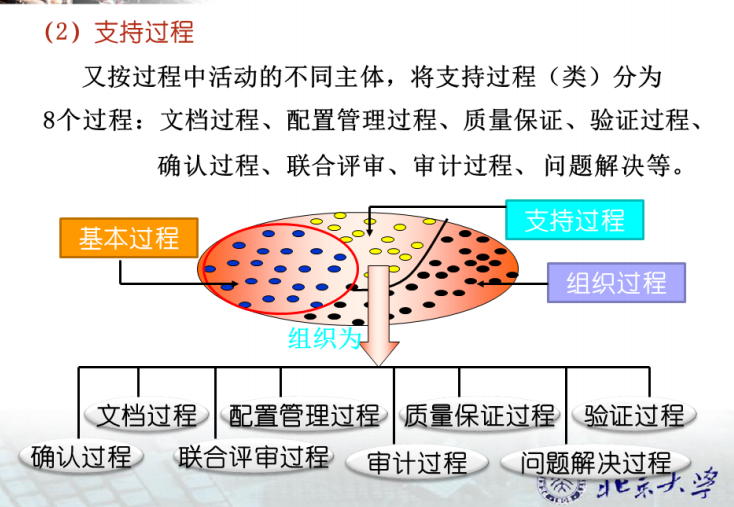 (2) 支持过程
又按过程中活动的不同主体，将支持过程（类）分为
8个过程：文档过程、配置管理过程、质量保证、验证过程、
确认过程、联合评审、审计过程、 问题解决等。
支持过程
基本过程
组织过程
组织为
文档过程 配置管理过程 质量保证过程 验证过程
确认过程 联合评审过程 审计过程 问题解决过程
北京大学